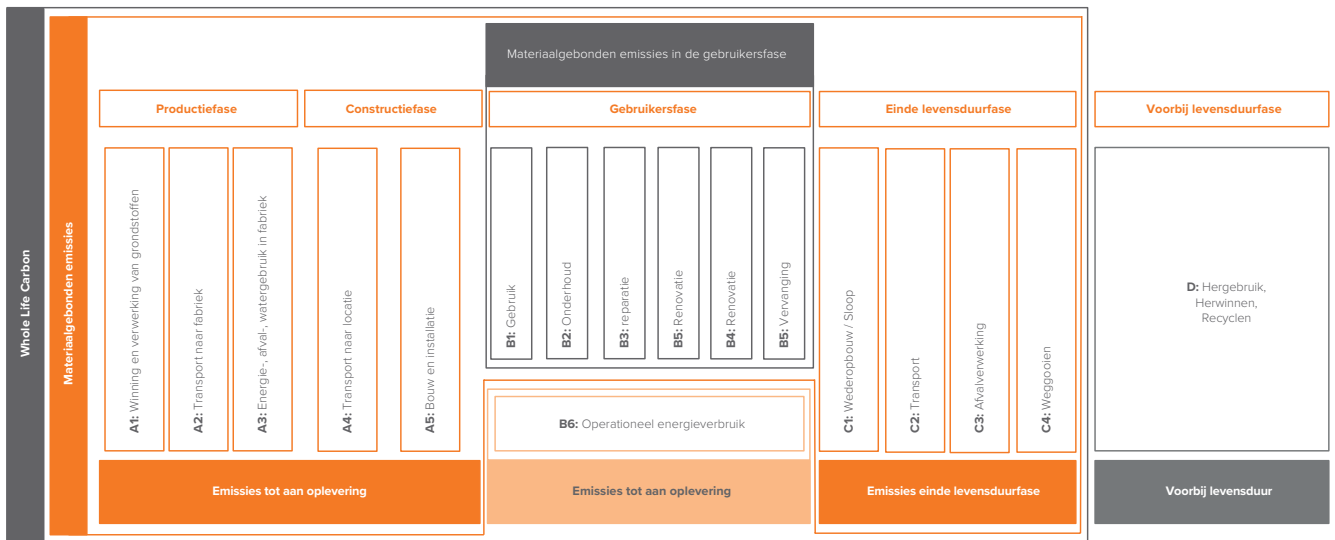 Whole Life Carbon
Materiaalgebonden emissies
Materiaalgebonden emissies in de gebruikersfase
Productiefase
Constructiefase
Gebruikersfase
Einde levensduurfase
Voorbij levensduurfase
A1: Winning en verwerking van grondstoffen
A2: Transport naar fabriek
A3: Energie-, afval-, watergebruik in fabriek
A4: Transport naar locatie
A5: Bouw en installatie
B1: Gebruik
B2: Onderhoud
B3: reparatie
B5: Renovatie
B4: Renovatie
B5: Vervanging
B6: Operationeel energieverbruik
C1: Wederopbouw / Sloop
C2: Transport
C3: Afvalverwerking
C4: Weggooien
D: Hergebruik,
Herwinnen,
Recyclen
Emissies tot aan oplevering
Emissies tot aan oplevering
Emissies einde levensduurfase
Voorbij levensduur